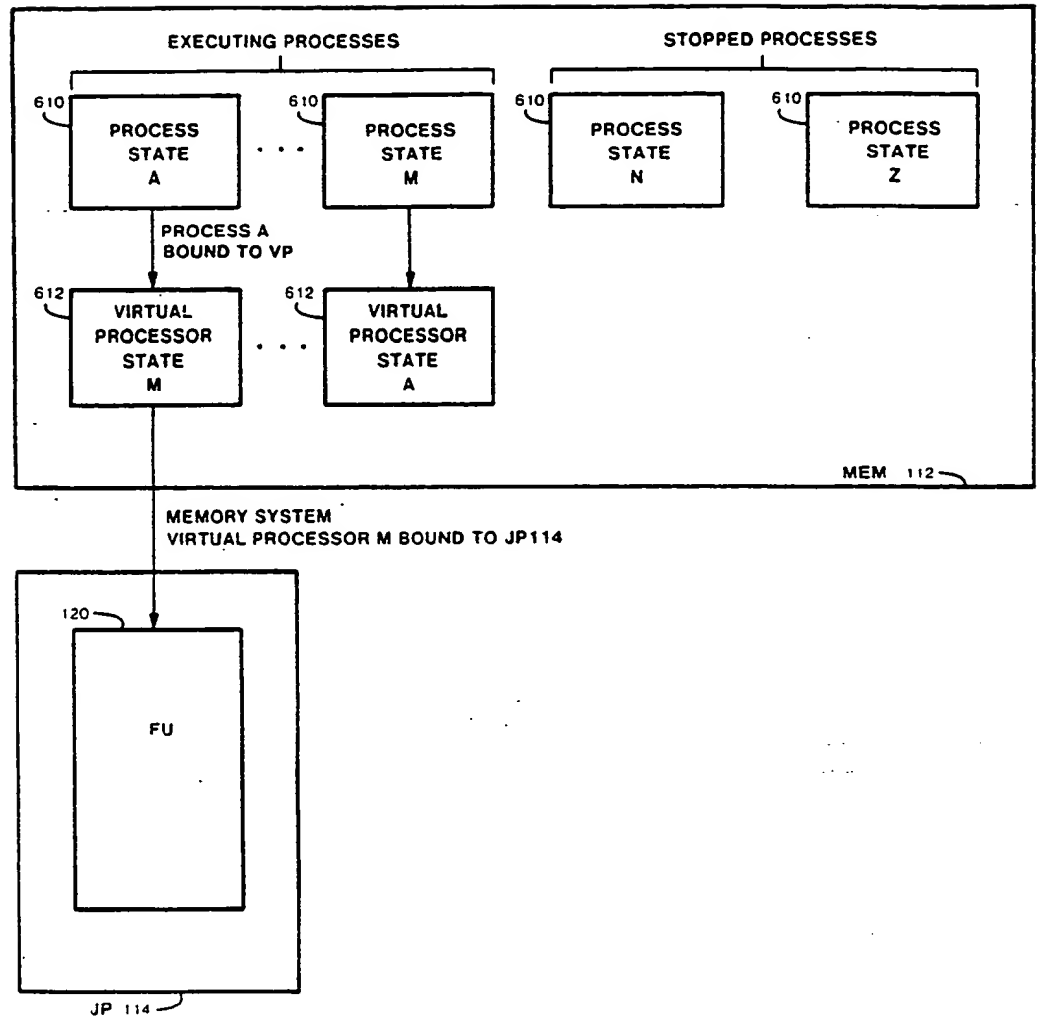 EXECUTING PROCESSES
STOPPED PROCESSES
610
PROCESS
STATE
A
. . .
610
PROCESS
STATE
M
610
PROCESS
STATE
N
610
PROCESS
STATE
Z
PROCESS A
BOUND TO VP
612
VIRTUAL
PROCESSOR
STATE
M
. . .
612
VIRTUAL
PROCESSOR
STATE
A
MEM 112
MEMORY SYSTEM
VIRTUAL PROCESSOR M BOUND TO JP114
120
FU
JP 114